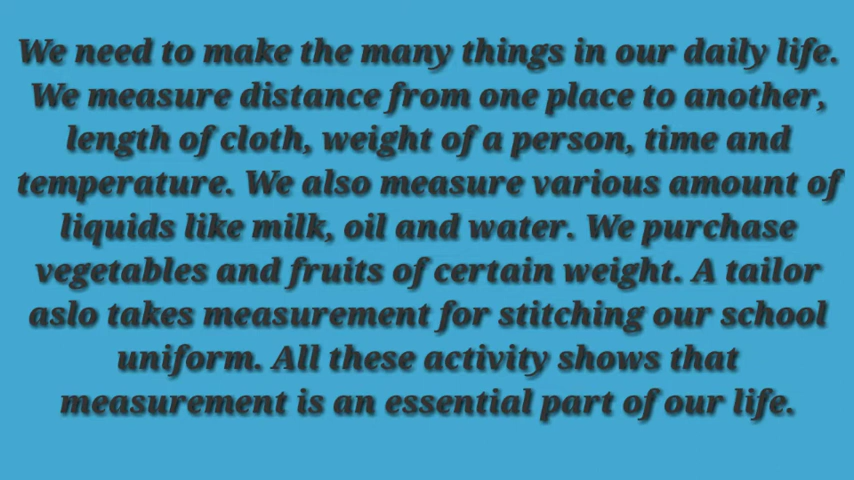 We need to make the many things in our daily life.
We measure distance from one place to another,
length of cloth, weight of a person, time and
temperature. We also measure various amount of
liquids like milk, oil and water. We purchase
vegetables and fruits of certain weight. A tailor
aslo takes measurement for stitching our school
uniform. All these activity shows that
measurement is an essential part of our life.